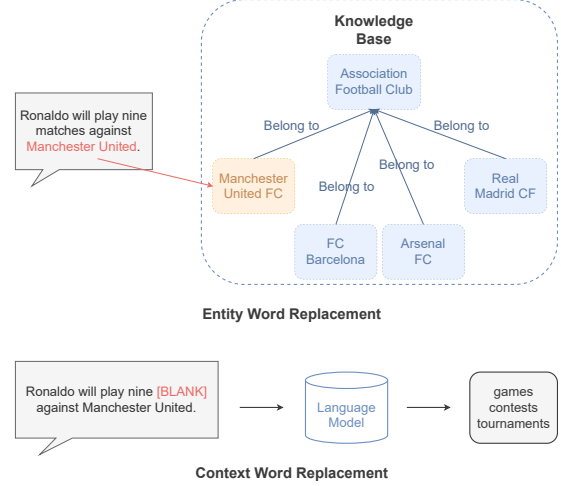 Knowledge
Base
Association
Football Club
Ronaldo will play nine
matches against
Manchester United.
Belong to
Belong to
Belong to
Belong to
Manchester
United FC
Real
Madrid CF
FC
Barcelona
Arsenal
FC
Entity Word Replacement
Ronaldo will play nine [BLANK]
against Manchester United.
Language
Model
games
contests
tournaments
Context Word Replacement